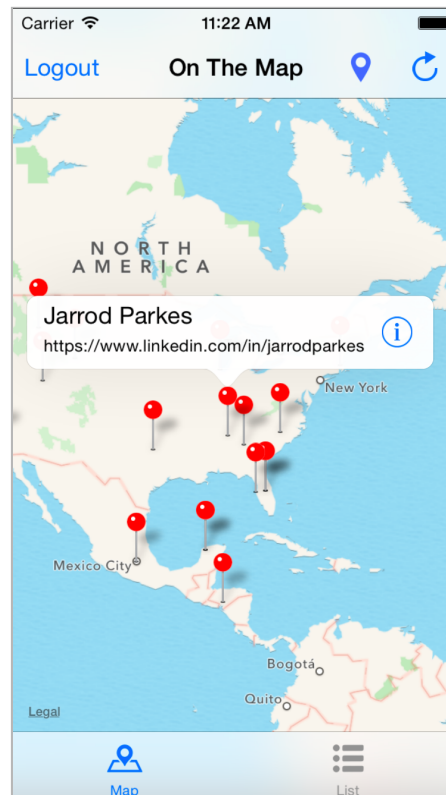 Carrier 11:22 AM
Logout On The Map
NORTH
AMERICA
Jarrod Parkes
https://www.linkedin.com/in/jarrodparkes
New York
Mexico City
Bogotá
Quito
Legal
Map List